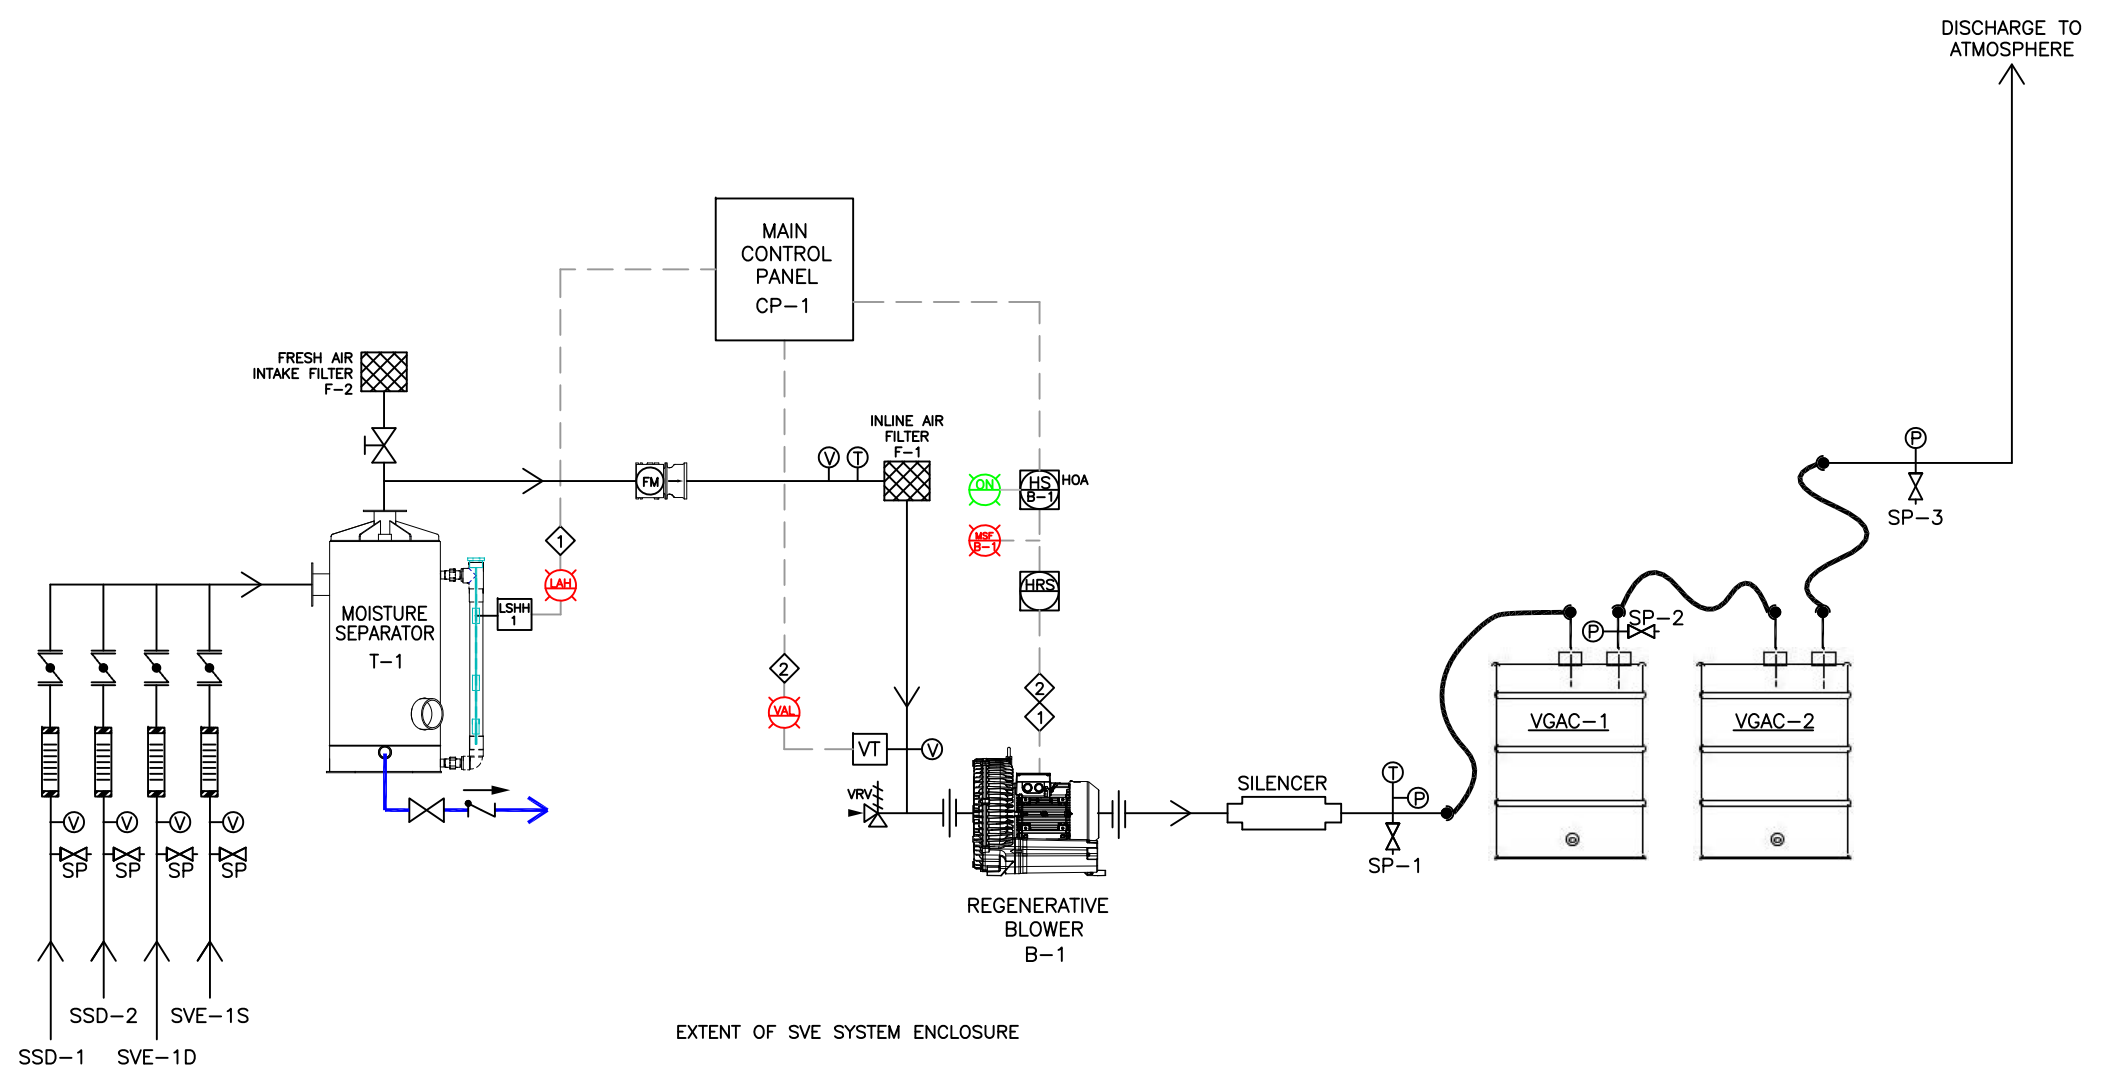 DISCHARGE TO
ATMOSPHERE
MAIN
CONTROL
PANEL
CP-1
FRESH AIR
INTAKE FILTER
F-2
INLINE AIR
FILTER
F-1
V
T
P
FM
ON
HS
B-1
HOA
SP-3
MSF
B-1
1
LAH
HRS
LSHH
1
MOISTURE
SEPARATOR
T-1
P
SP-2
2
2
1
VAL
VGAC-1
VGAC-2
VT
V
VRV
SILENCER
T
P
SP-1
V
V
V
V
SP
SP
SP
SP
REGENERATIVE
BLOWER
B-1
SSD-2
SVE-1S
SSD-1
SVE-1D
EXTENT OF SVE SYSTEM ENCLOSURE